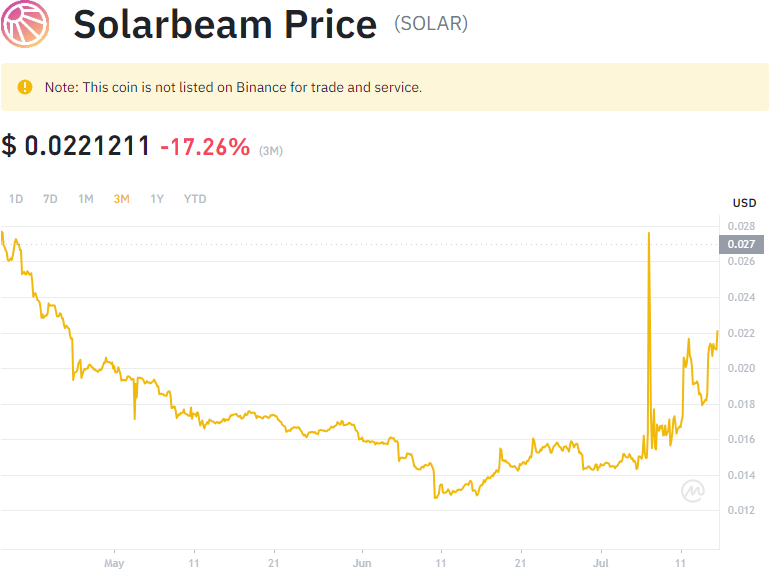 Solarbeam Price (SOLAR)
Note: This coin is not listed on Binance for trade and service.
$ 0.0221211 -17.26% (3M)
1D 7D 1M 3M 1Y YTD
USD
0.028
0.027
0.026
0.024
0.022
0.020
0.018
0.016
0.014
0.012
May 11 21 Jun 11 21 Jul 11